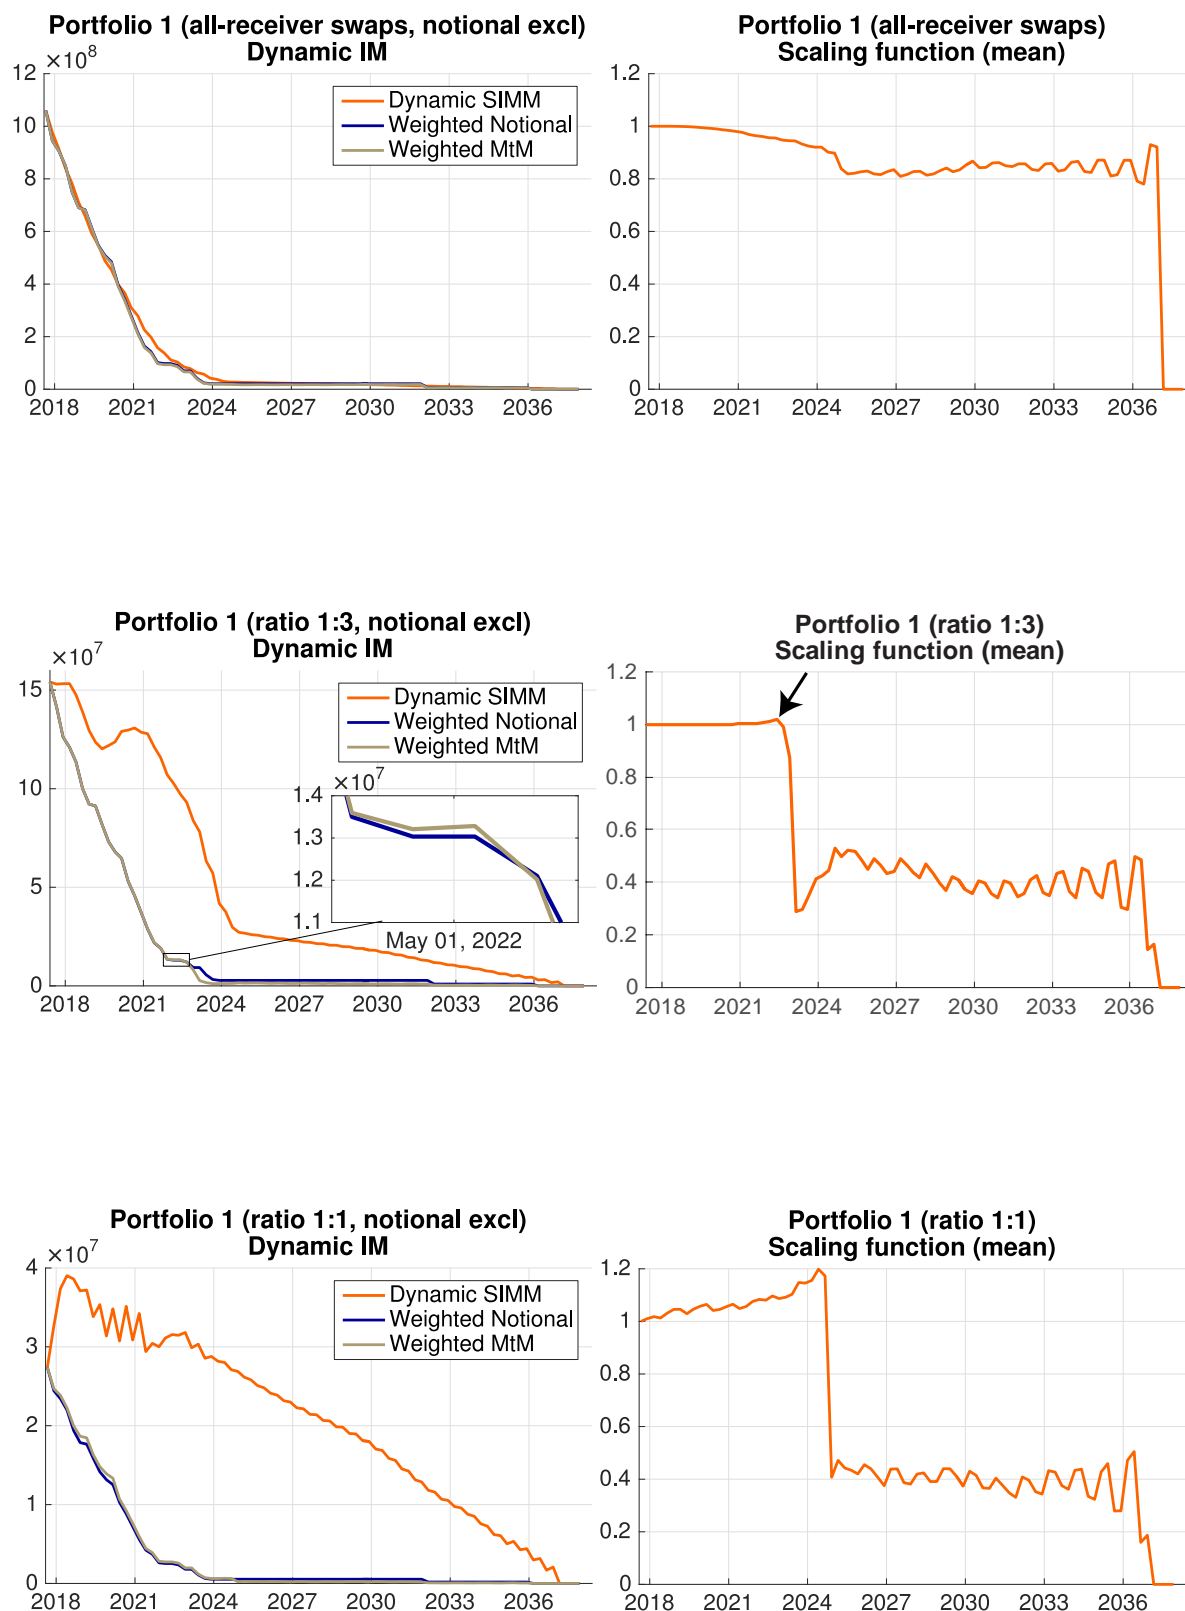 Portfolio 1 (all-receiver swaps, notional excl)
Dynamic IM
×10⁸
12
10
8
6
4
2
0
Dynamic SIMM
Weighted Notional
Weighted MtM
2018 2021 2024 2027 2030 2033 2036
Portfolio 1 (all-receiver swaps)
Scaling function (mean)
1.2
1
0.8
0.6
0.4
0.2
0
2018 2021 2024 2027 2030 2033 2036
Portfolio 1 (ratio 1:3, notional excl)
Dynamic IM
×10⁷
15
10
5
0
Dynamic SIMM
Weighted Notional
Weighted MtM
×10⁷
1.4
1.3
1.2
1.1
May 01, 2022
2018 2021 2024 2027 2030 2033 2036
Portfolio 1 (ratio 1:3)
Scaling function (mean)
1.2
1
0.8
0.6
0.4
0.2
0
2018 2021 2024 2027 2030 2033 2036
Portfolio 1 (ratio 1:1, notional excl)
Dynamic IM
×10⁷
4
3
2
1
0
Dynamic SIMM
Weighted Notional
Weighted MtM
2018 2021 2024 2027 2030 2033 2036
Portfolio 1 (ratio 1:1)
Scaling function (mean)
1.2
1
0.8
0.6
0.4
0.2
0
2018 2021 2024 2027 2030 2033 2036